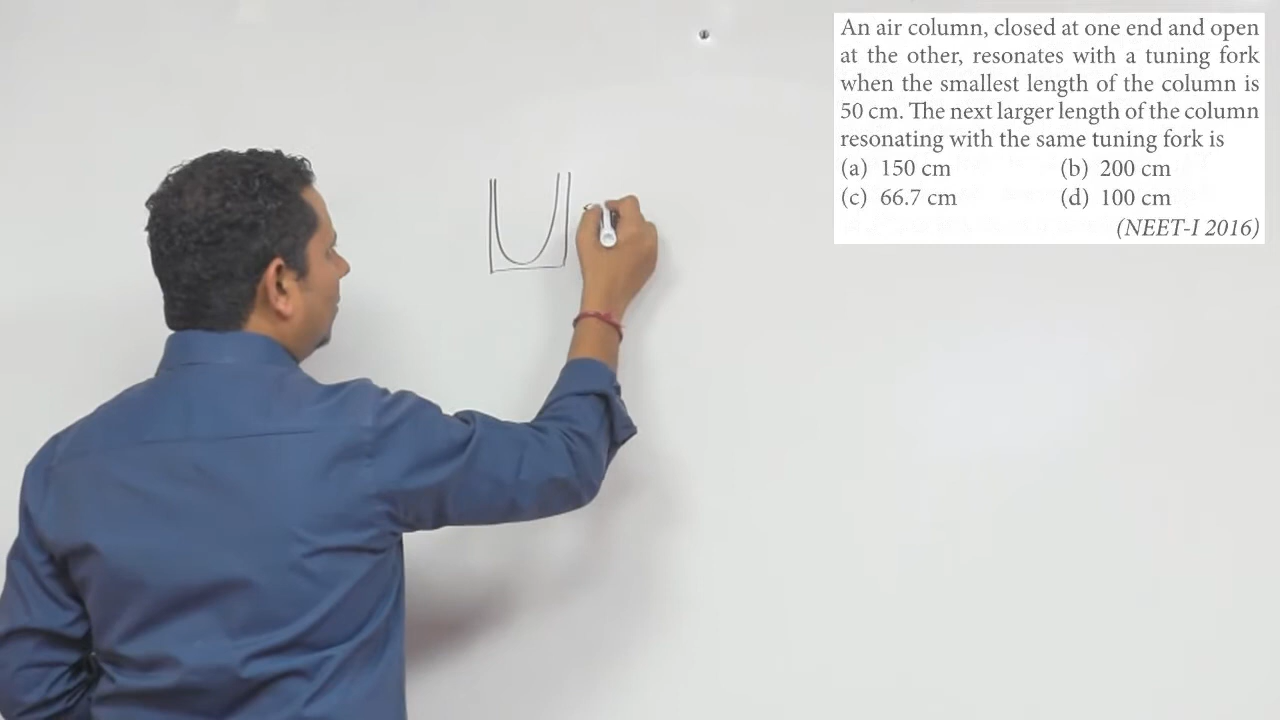 An air column, closed at one end and open
at the other, resonates with a tuning fork
when the smallest length of the column is
50 cm. The next larger length of the column
resonating with the same tuning fork is
(a) 150 cm (b) 200 cm
(c) 66.7 cm (d) 100 cm
(NEET-I 2016)